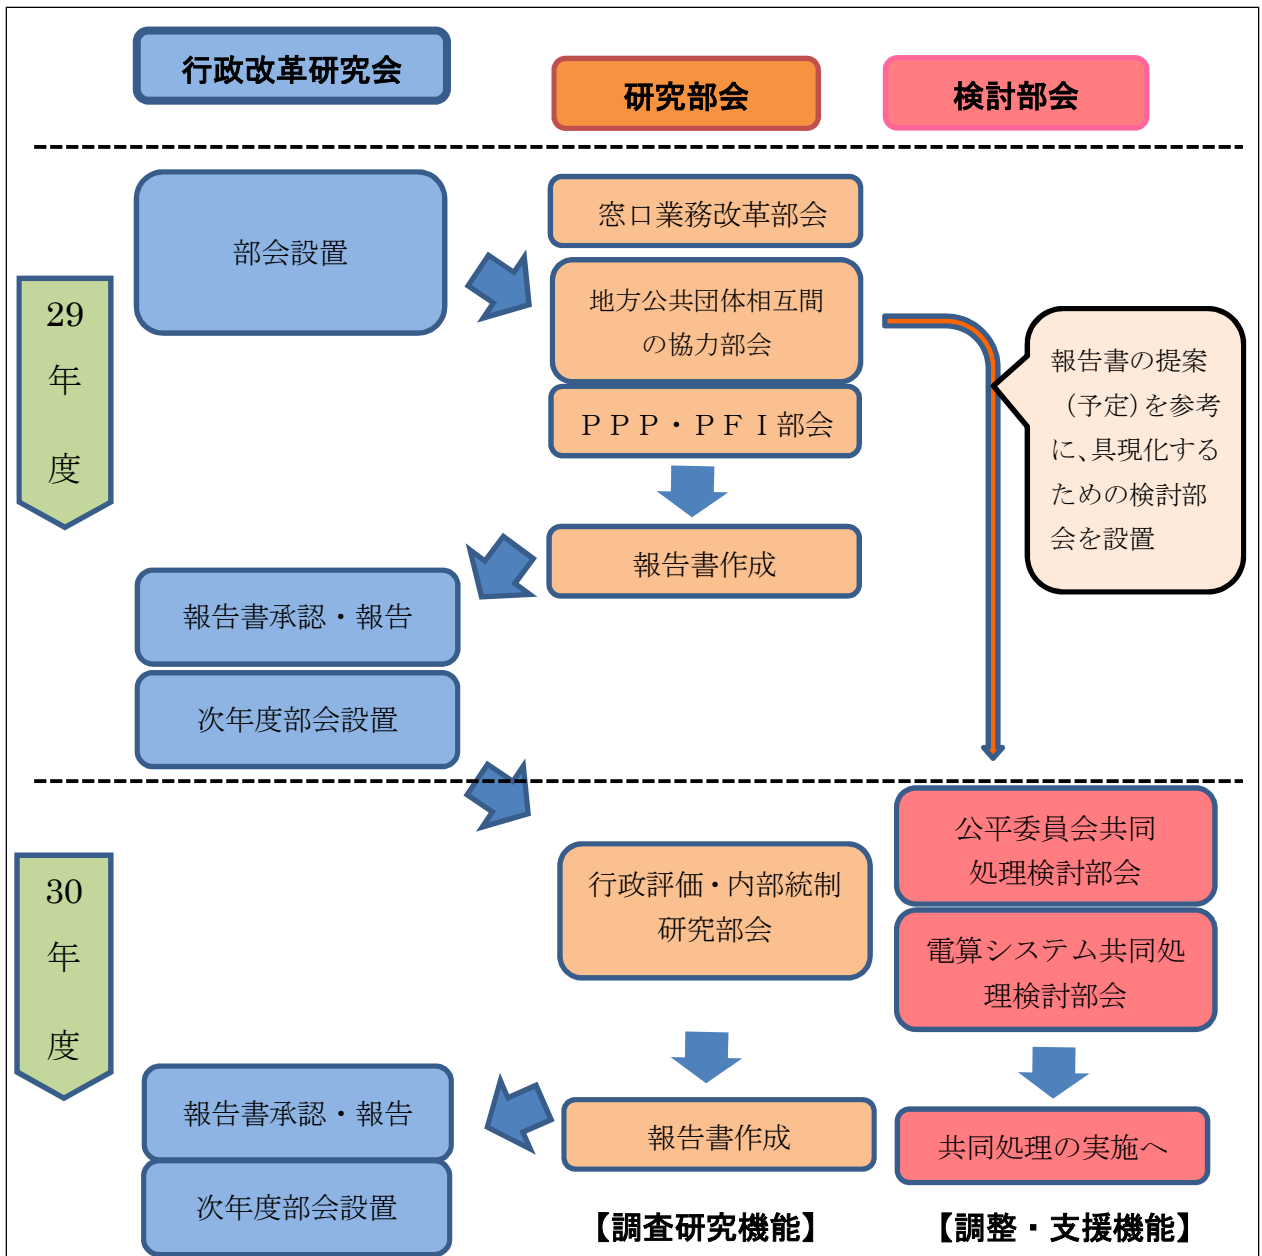 行政改革研究会
研究部会
検討部会
部会設置
窓口業務改革部会
地方公共団体相互間
の協力部会
ＰＰＰ・ＰＦＩ部会
29
年
度
報告書の提案
（予定）を参考
に、具現化する
ための検討部
会を設置
報告書作成
報告書承認・報告
次年度部会設置
30
年
度
公平委員会共同
処理検討部会
行政評価・内部統制
研究部会
電算システム共同処
理検討部会
報告書承認・報告
報告書作成
共同処理の実施へ
次年度部会設置
【調査研究機能】
【調整・支援機能】